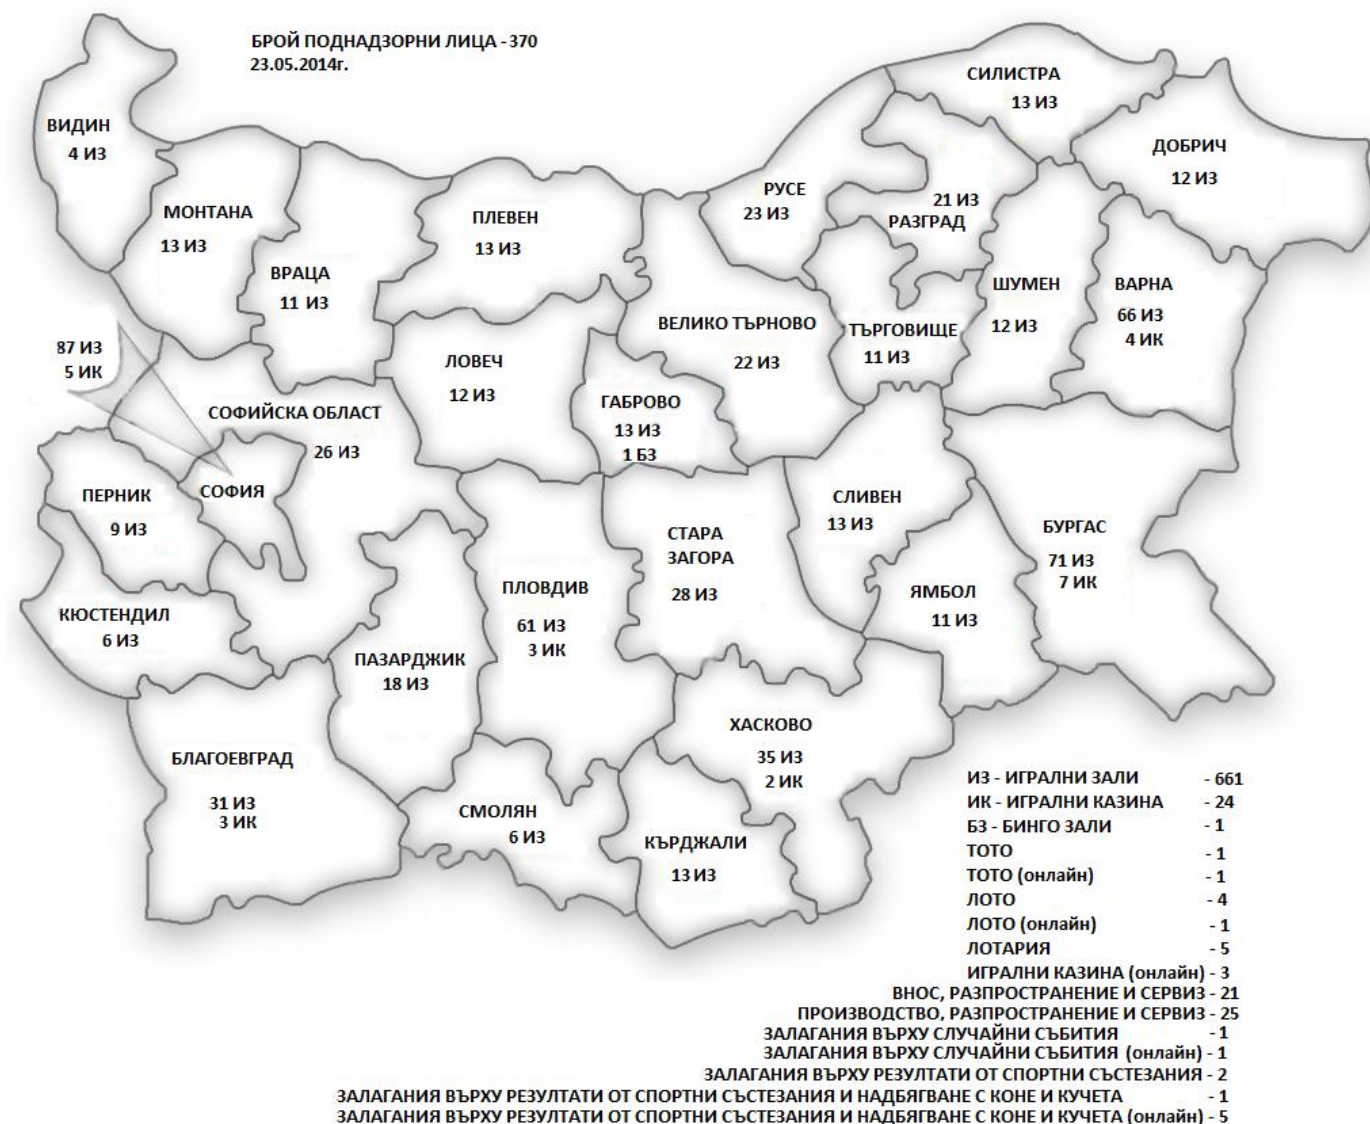 БРОЙ ПОДНАДЗОРНИ ЛИЦА - 370
23.05.2014г.
СИЛИСТРА
13 ИЗ
ВИДИН
4 ИЗ
ДОБРИЧ
12 ИЗ
МОНТАНА
13 ИЗ
ПЛЕВЕН
13 ИЗ
РУСЕ
23 ИЗ
21 ИЗ
РАЗГРАД
ВРАЦА
11 ИЗ
ШУМЕН
12 ИЗ
ВАРНА
66 ИЗ
4 ИК
ВЕЛИКО ТЪРНОВО
22 ИЗ
ТЪРГОВИЩЕ
11 ИЗ
87 ИЗ
5 ИК
ЛОВЕЧ
12 ИЗ
ГАБРОВО
13 ИЗ
1 БЗ
СОФИЙСКА ОБЛАСТ
26 ИЗ
СОФИЯ
ПЕРНИК
9 ИЗ
СЛИВЕН
13 ИЗ
СТАРА
ЗАГОРА
28 ИЗ
БУРГАС
71 ИЗ
7 ИК
ПЛОВДИВ
61 ИЗ
3 ИК
ЯМБОЛ
11 ИЗ
КЮСТЕНДИЛ
6 ИЗ
ПАЗАРДЖИК
18 ИЗ
ХАСКОВО
35 ИЗ
2 ИК
БЛАГОЕВГРАД
31 ИЗ
3 ИК
СМОЛЯН
6 ИЗ
КЪРДЖАЛИ
13 ИЗ
ИЗ - ИГРАЛНИ ЗАЛИ - 661
ИК - ИГРАЛНИ КАЗИНА - 24
БЗ - БИНГО ЗАЛИ - 1
ТОТО - 1
ТОТО (онлайн) - 1
ЛОТО - 4
ЛОТО (онлайн) - 1
ЛОТАРИЯ - 5
ИГРАЛНИ КАЗИНА (онлайн) - 3
ВНОС, РАЗПРОСТРАНЕНИЕ И СЕРВИЗ - 21
ПРОИЗВОДСТВО, РАЗПРОСТРАНЕНИЕ И СЕРВИЗ - 25
ЗАЛАГАНИЯ ВЪРХУ СЛУЧАЙНИ СЪБИТИЯ - 1
ЗАЛАГАНИЯ ВЪРХУ СЛУЧАЙНИ СЪБИТИЯ (онлайн) - 1
ЗАЛАГАНИЯ ВЪРХУ РЕЗУЛТАТИ ОТ СПОРТНИ СЪСТЕЗАНИЯ - 2
ЗАЛАГАНИЯ ВЪРХУ РЕЗУЛТАТИ ОТ СПОРТНИ СЪСТЕЗАНИЯ И НАДБЯГВАНЕ С КОНЕ И КУЧЕТА - 1
ЗАЛАГАНИЯ ВЪРХУ РЕЗУЛТАТИ ОТ СПОРТНИ СЪСТЕЗАНИЯ И НАДБЯГВАНЕ С КОНЕ И КУЧЕТА (онлайн) - 5